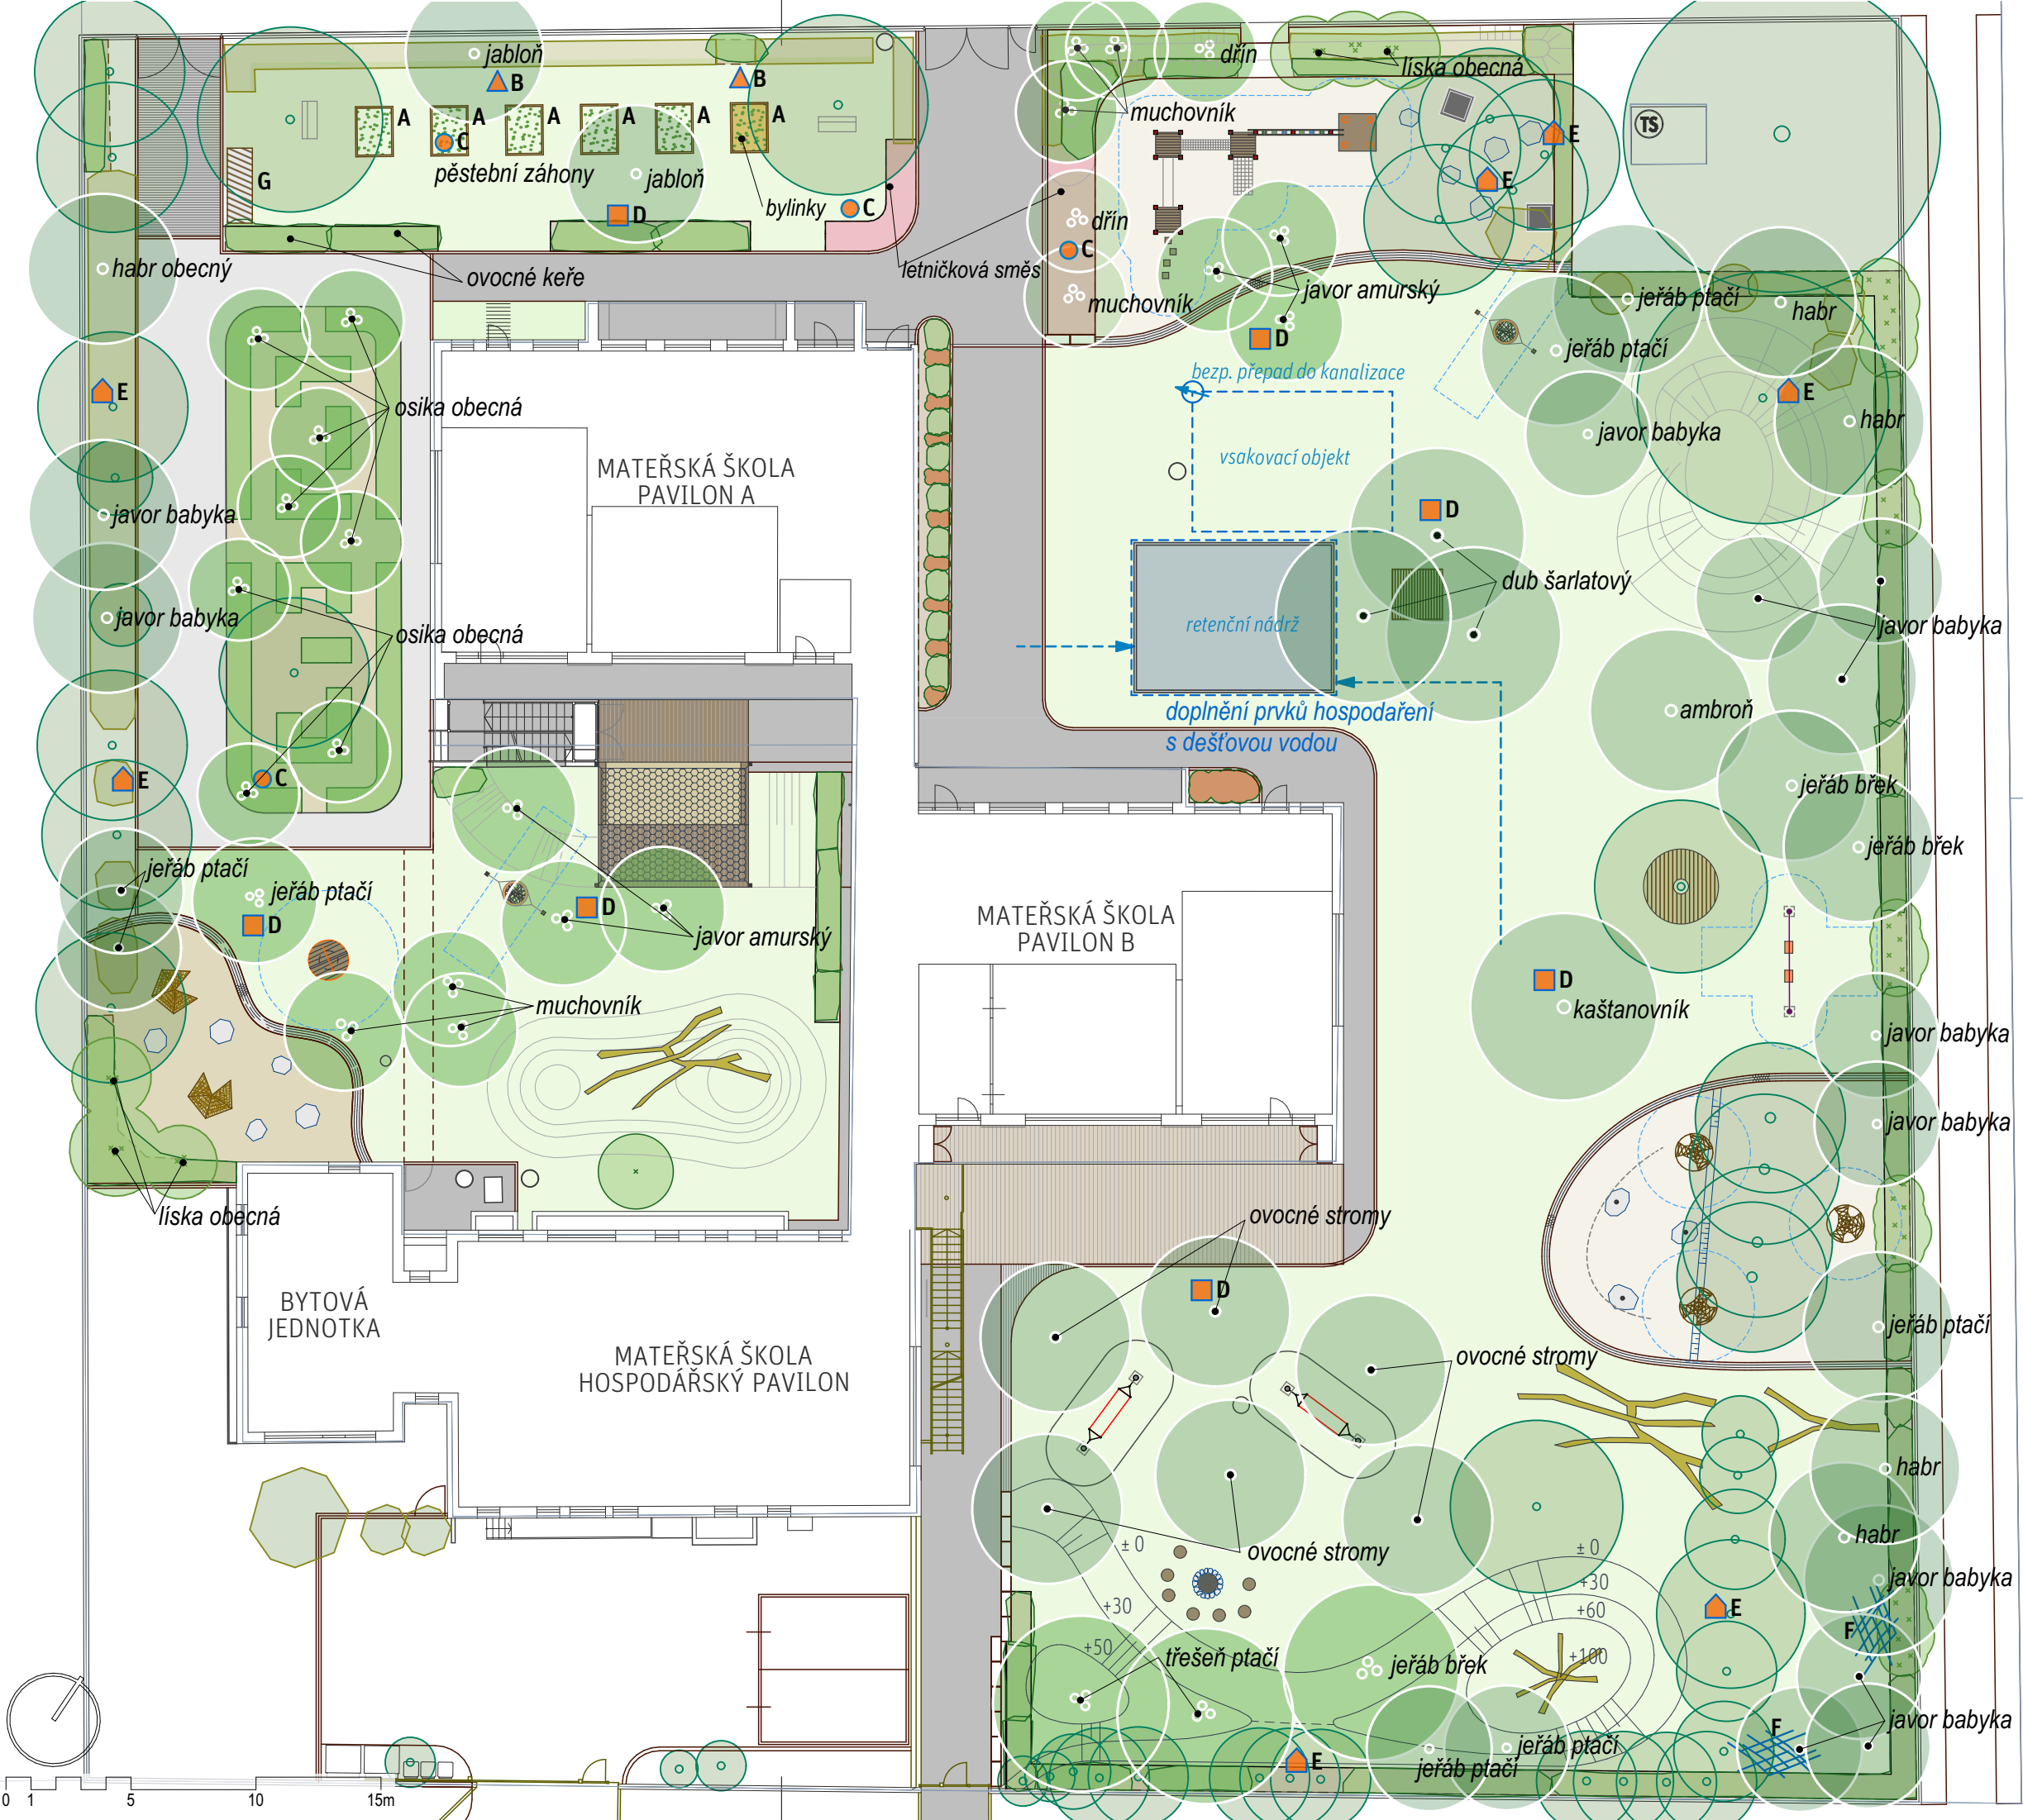 jabloň
B
B
dřín
líska obecná
muchovník
A
A
A
A
A
A
C
E
TS
G
pěstební záhony
jabloň
E
bylinky
C
D
dřín
C
habr obecný
ovocné keře
letničková směs
muchovník
javor amurský
jeřáb ptačí
habr
D
jeřáb ptačí
bezp. přepad do kanalizace
E
E
osika obecná
habr
javor babyka
MATEŘSKÁ ŠKOLA
PAVILON A
vsakovací objekt
D
javor babyka
dub šarlatový
javor babyka
osika obecná
retenční nádrž
javor babyka
doplnění prvků hospodaření
s dešťovou vodou
ambroň
E
C
jeřáb břek
jeřáb břek
jeřáb ptačí
jeřáb ptačí
D
D
javor amurský
MATEŘSKÁ ŠKOLA
PAVILON B
D
kaštanovník
muchovník
javor babyka
javor babyka
líska obecná
ovocné stromy
D
BYTOVÁ
JEDNOTKA
MATEŘSKÁ ŠKOLA
HOSPODÁŘSKÝ PAVILON
jeřáb ptačí
ovocné stromy
habr
habr
ovocné stromy
± 0
± 0
+30
javor babyka
+30
+60
E
F
+50
+100
třešeň ptačí
jeřáb břek
javor babyka
F
jeřáb ptačí
jeřáb ptačí
E
0 1 5 10 15m